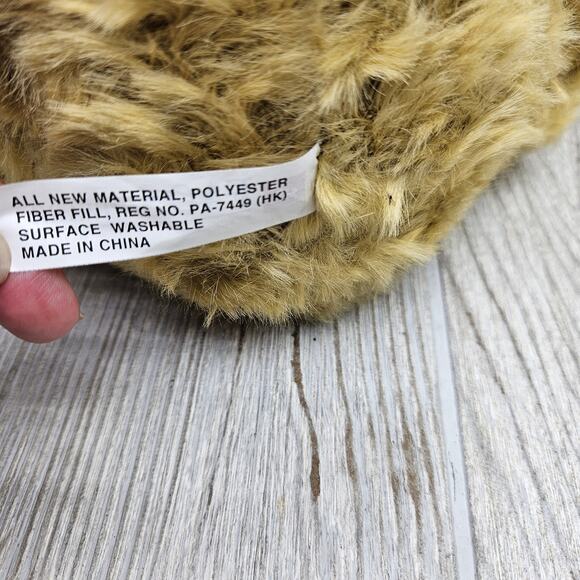 ALL NEW MATERIAL, POLYESTER
FIBER FILL, REG NO. PA-7449 (HK)
SURFACE WASHABLE
MADE IN CHINA